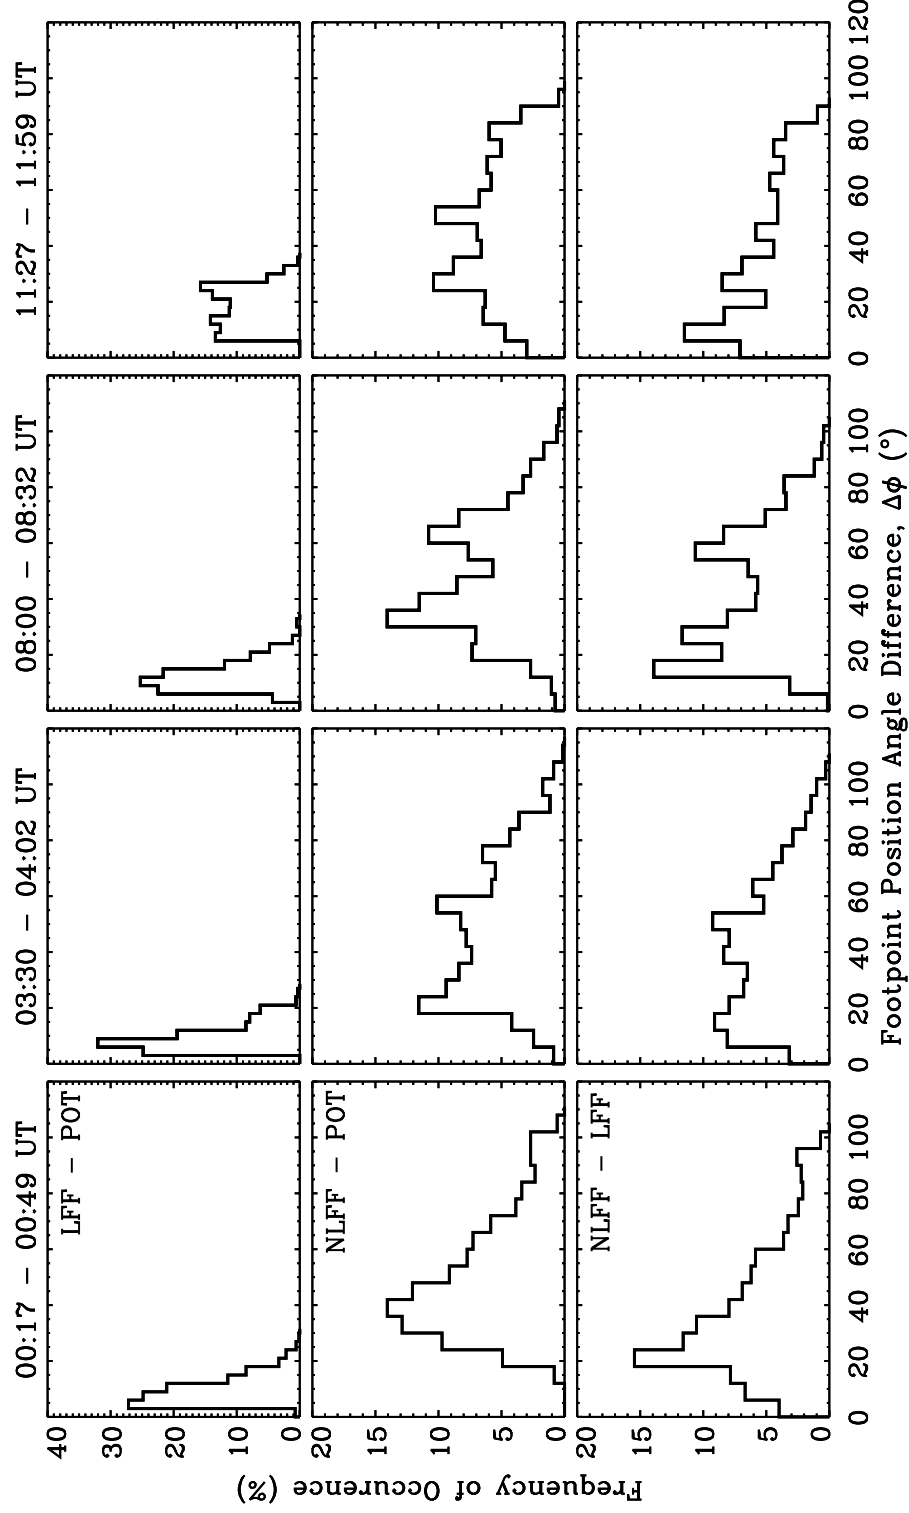 00:17 – 00:49 UT
03:30 – 04:02 UT
08:00 – 08:32 UT
11:27 – 11:59 UT
40
30
20
10
0
LFF – POT
20
15
10
5
0
NLFF – POT
20
15
10
5
0
NLFF – LFF
Frequency of Occurence (%)
0 20 40 60 80 100
0 20 40 60 80 100
0 20 40 60 80 100
0 20 40 60 80 100 120
Footpoint Position Angle Difference, Δϕ (°)